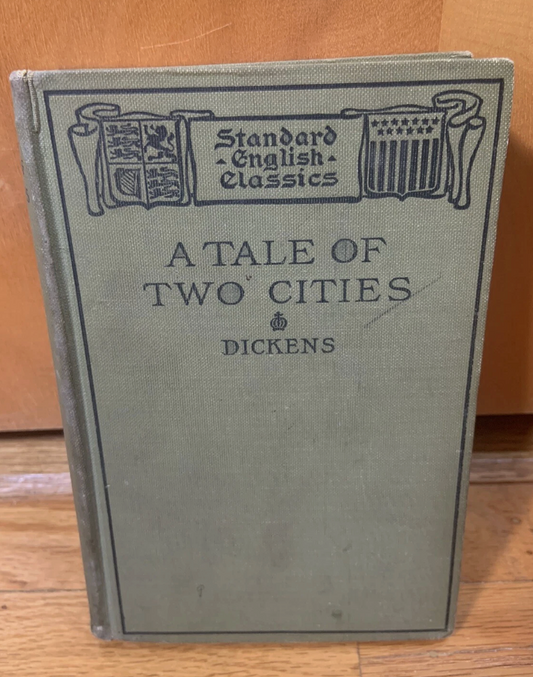 Standard
English
Classics
A TALE OF
TWO CITIES
DICKENS